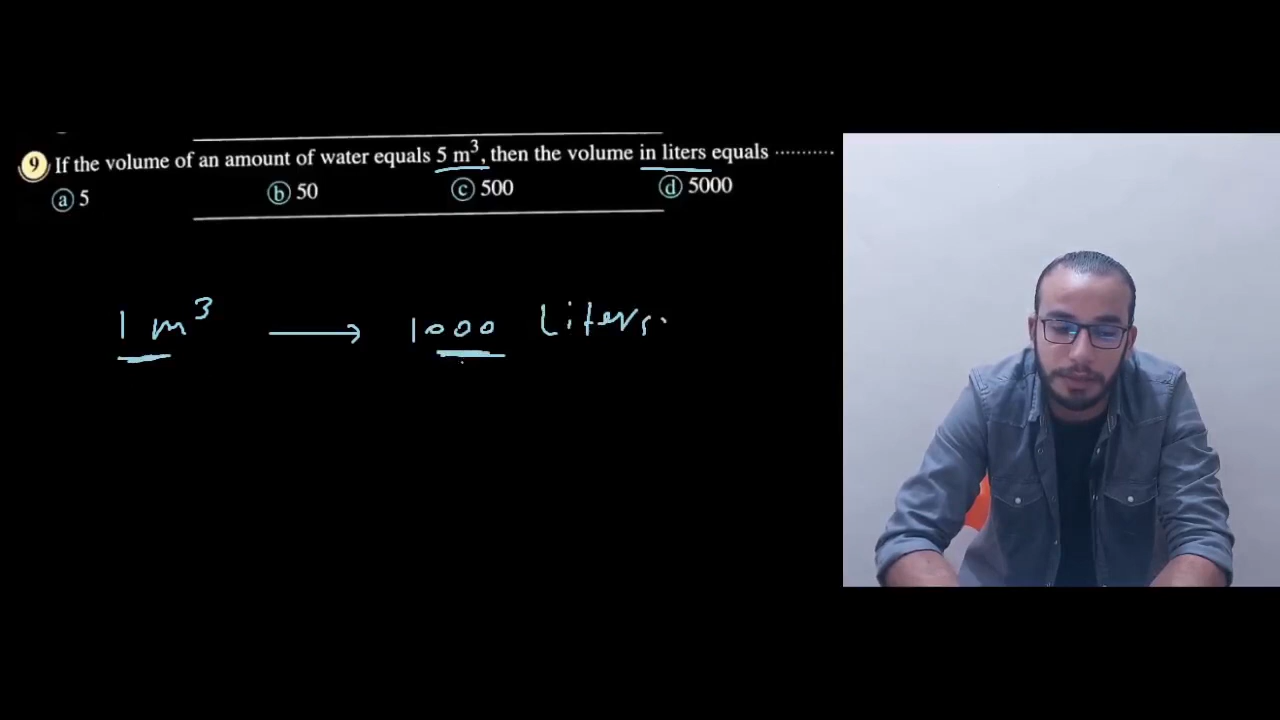 9 If the volume of an amount of water equals 5 m³, then the volume in liters equals ..........
a 5 b 50 c 500 d 5000
1 m³ → 1000 Liters.